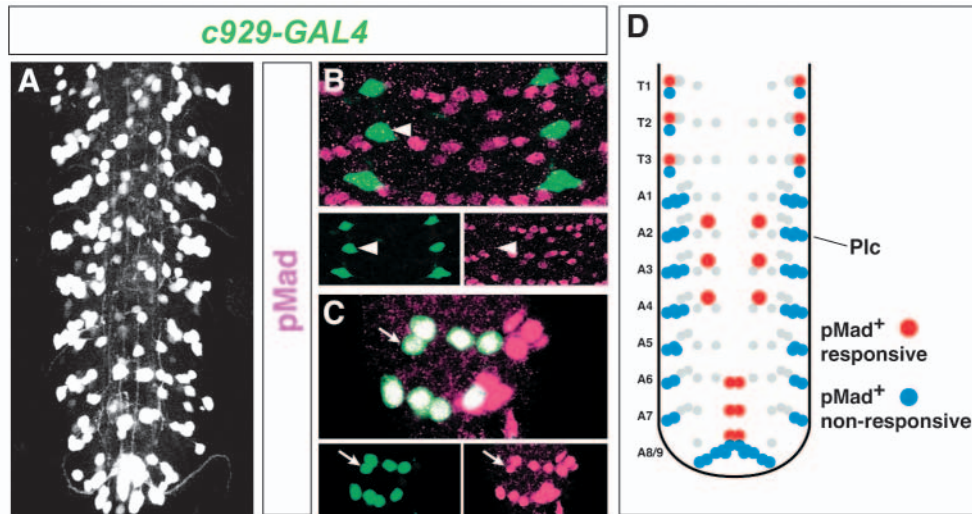 c929-GAL4
A
pMad
B
C
D
T1
T2
T3
A1
A2
A3
A4
A5
A6
A7
A8/9
Plc
pMad+
responsive
pMad+
non-responsive